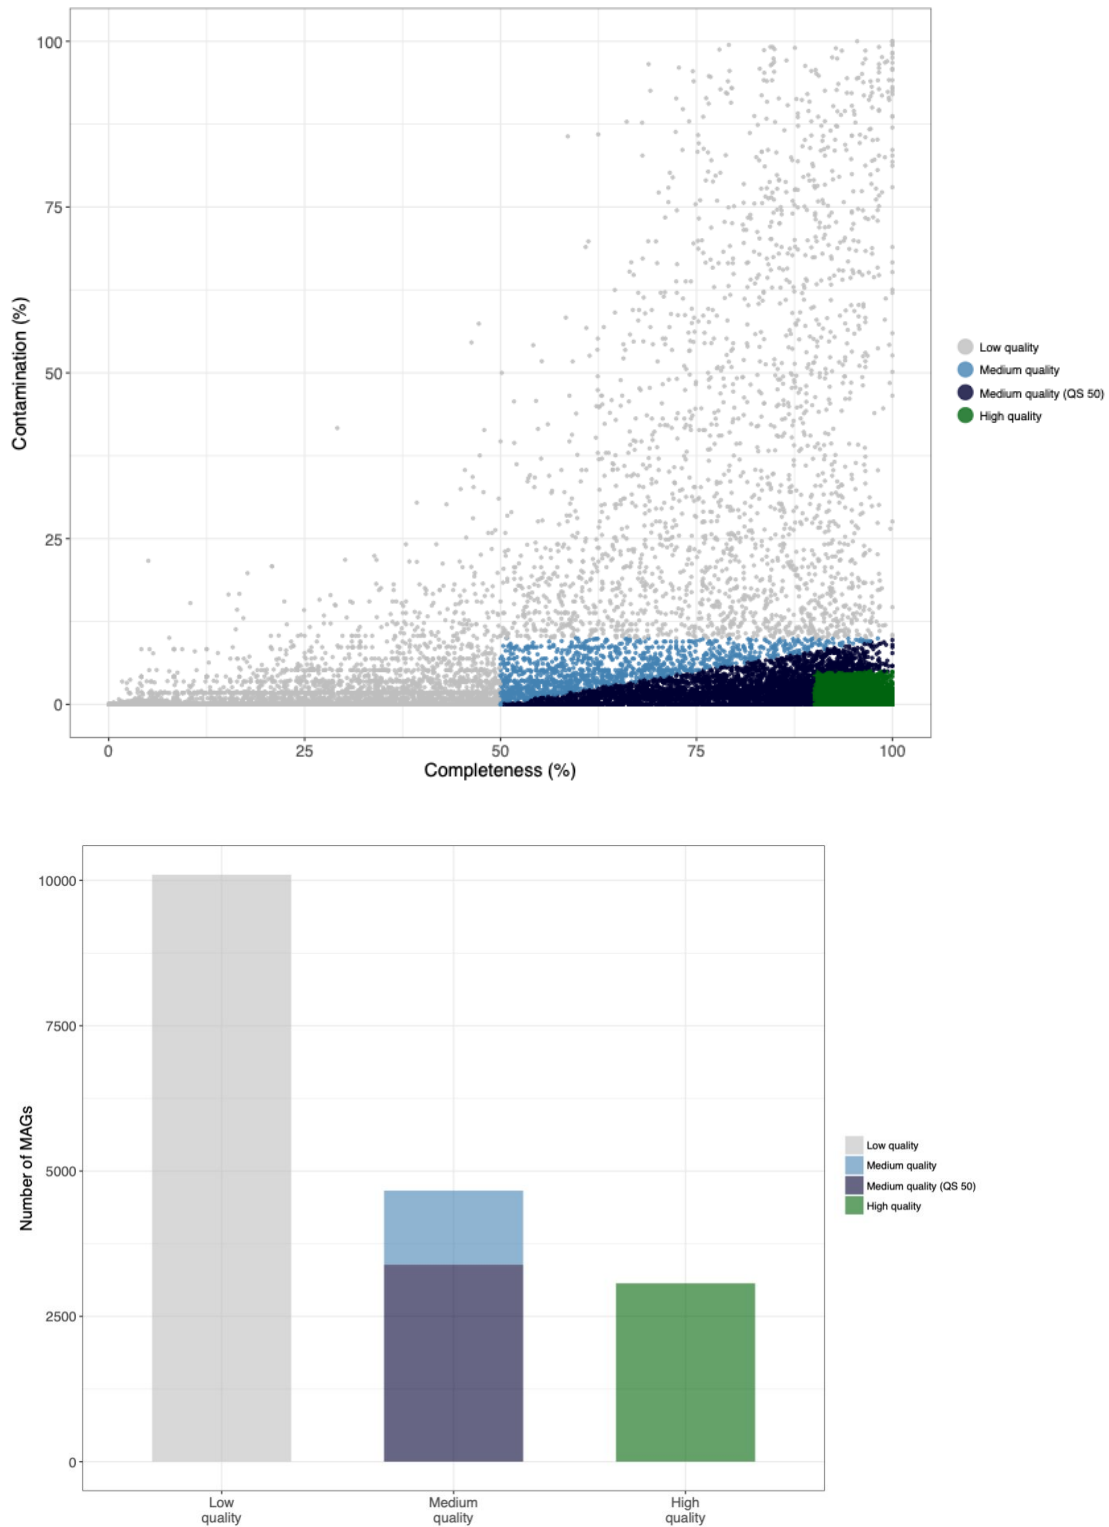 100
75
50
25
0
Contamination (%)
0 25 50 75 100
Completeness (%)
Low quality
Medium quality
Medium quality (QS 50)
High quality
10000
7500
5000
2500
0
Number of MAGs
Low
quality
Medium
quality
High
quality
Low quality
Medium quality
Medium quality (QS 50)
High quality